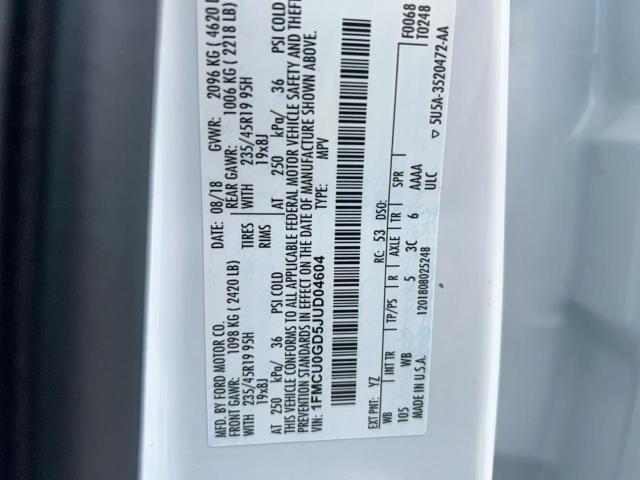 MFD. BY FORD MOTOR CO.
DATE: 08/18 GVWR: 2096 KG ( 4620
FRONT GAWR: 1098 KG ( 2420 LB) REAR GAWR: 1006 KG ( 2218 LB)
WITH 235/45R19 95H TIRES WITH 235/45R19 95H
19x8J RIMS 19x8J
AT 250 kPa/ 36 PSI COLD AT 250 kPa/ 36 PSI COLD
THIS VEHICLE CONFORMS TO ALL APPLICABLE FEDERAL MOTOR VEHICLE SAFETY AND THEFT
STANDARDS IN EFFECT ON THE DATE OF MANUFACTURE SHOWN ABOVE.
VIN: 1FMCU0GD5JUD04604 TYPE: MPV
F0068
T0248
EXT PNT: YZ RC: 53 DSO:
WB INT TR TP/PS R AXLE TR SPR
105 WB 5 3C 6 AAAA
ULC
▽ 5U5A-3520472-AA
MADE IN U.S.A. 1201808025248